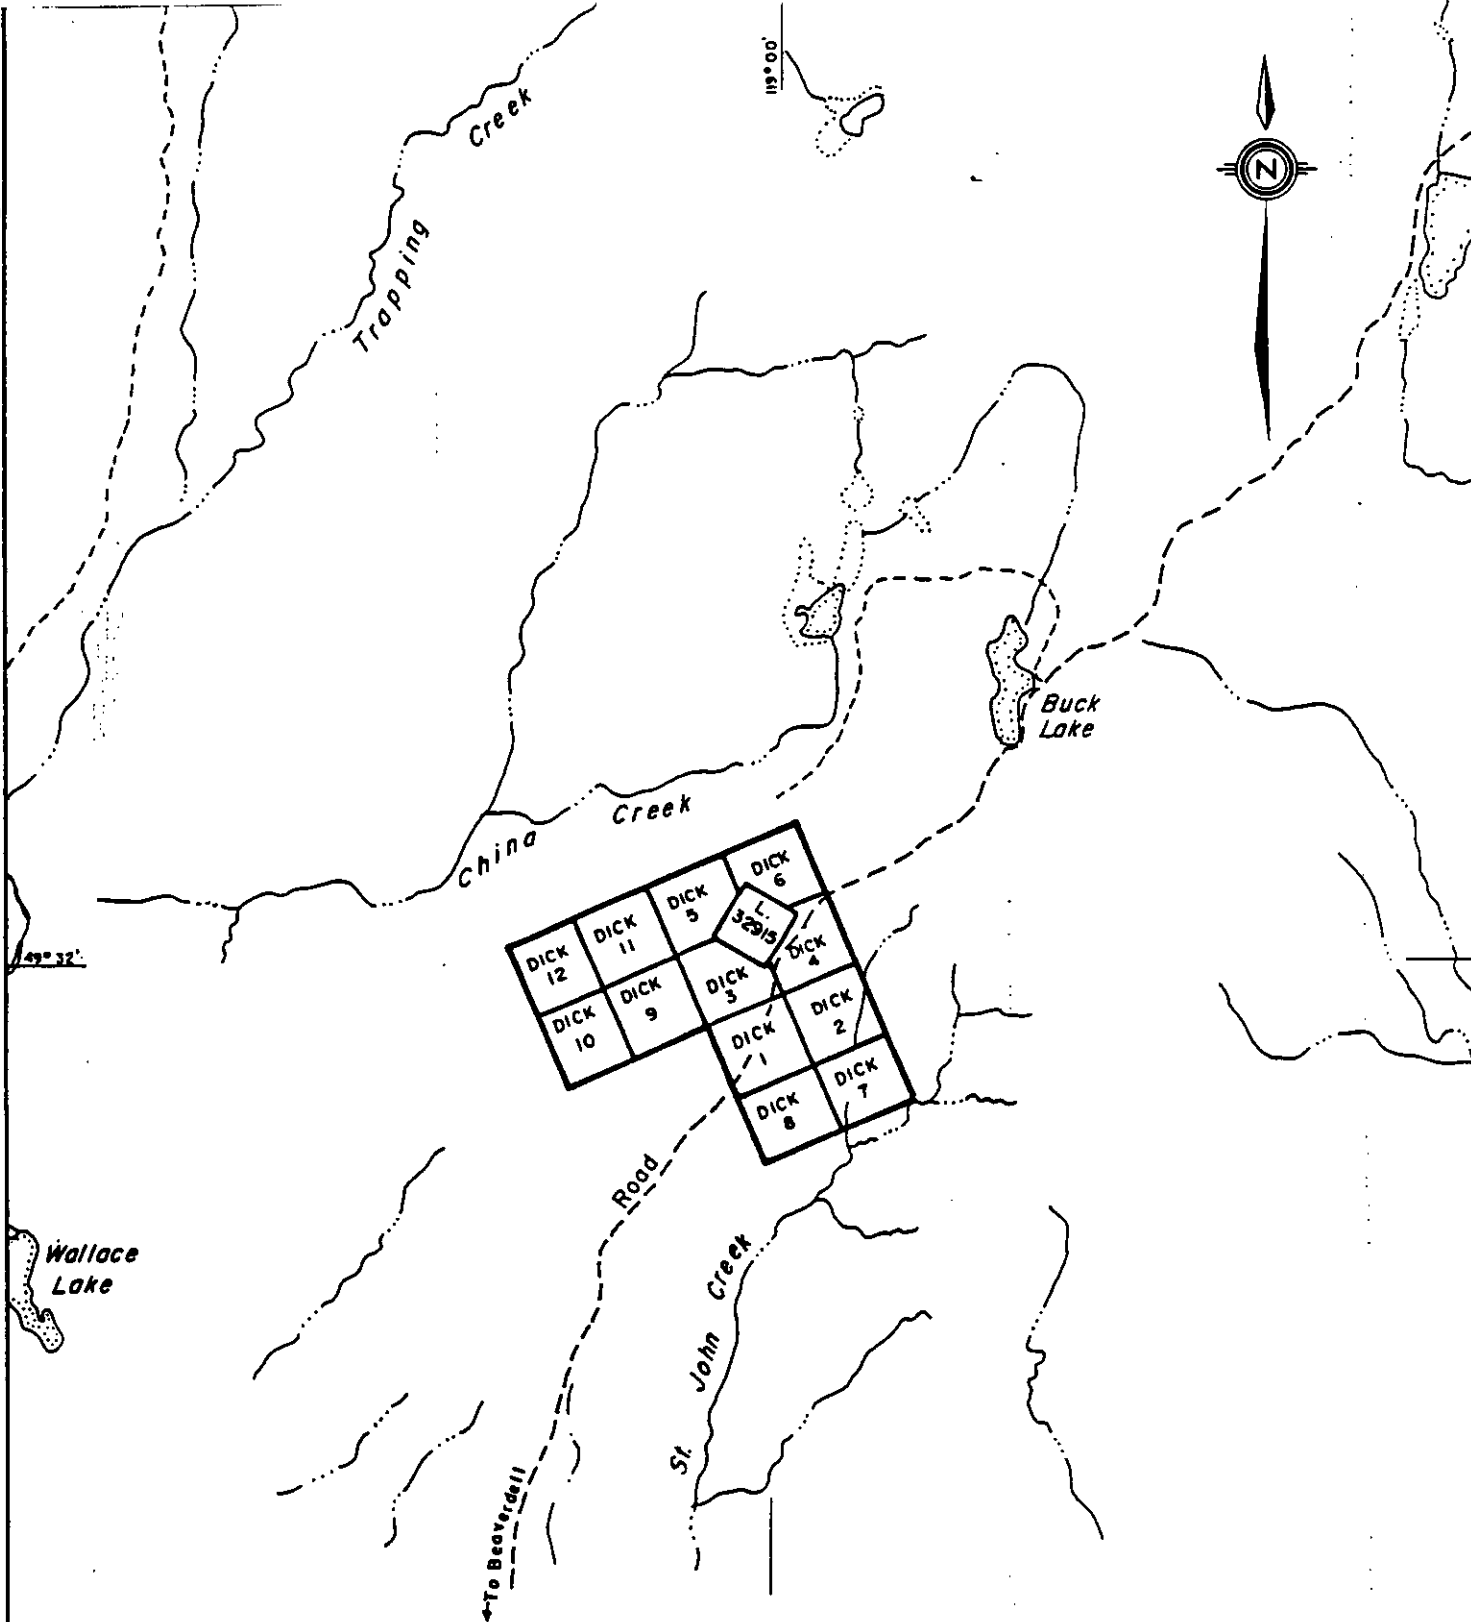 119°00'
Trapping Creek
N
Buck
Lake
China Creek
DICK
6
DICK
5
L.
32915
DICK
11
DICK
12
DICK
4
DICK
3
DICK
9
DICK
10
DICK
2
DICK
1
DICK
7
DICK
8
49°32'
Road
Wallace
Lake
St. John Creek
To Beaverdell